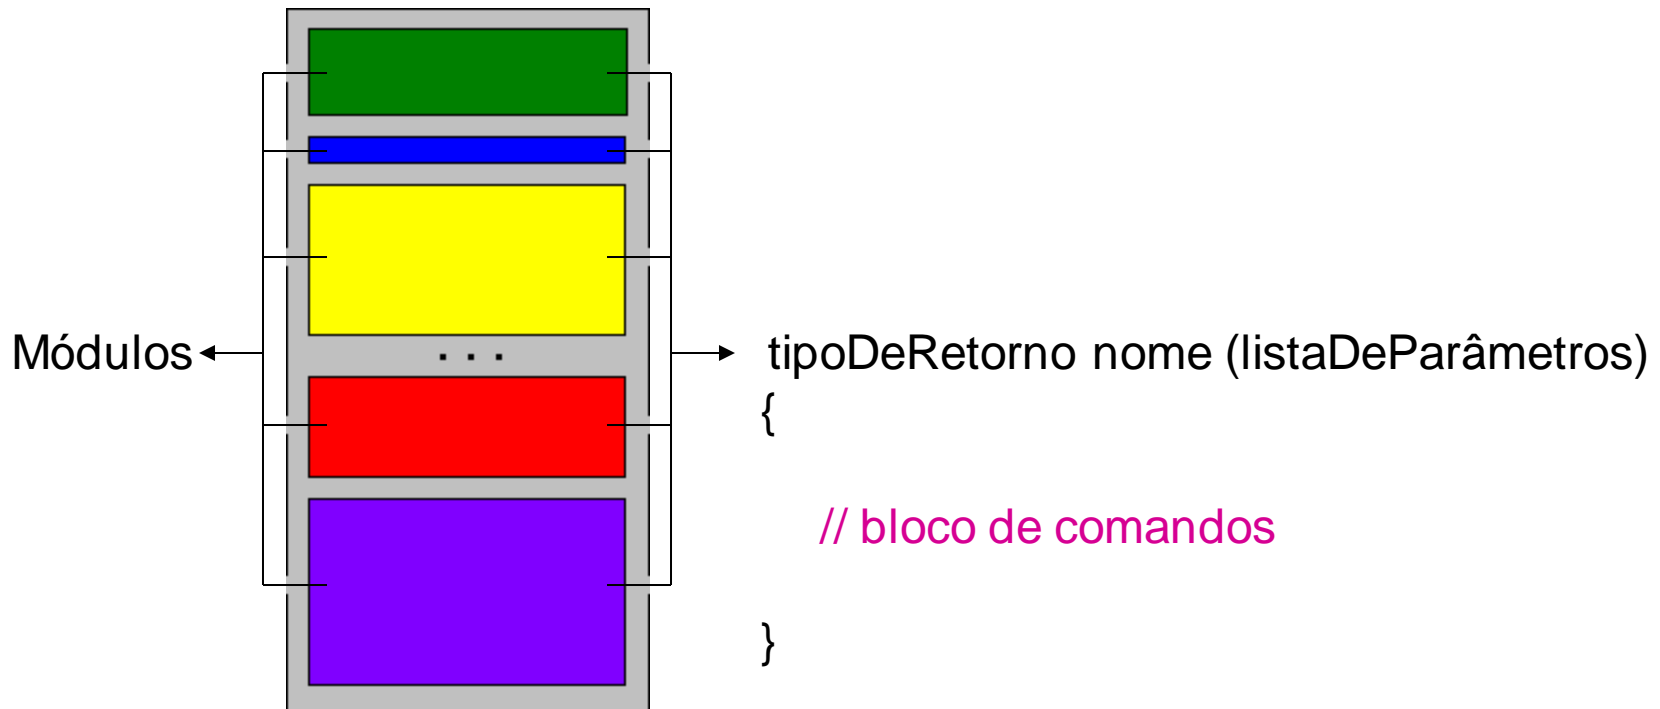 . . .
Módulos
tipoDeRetorno nome (listaDeParâmetros)
{
// bloco de comandos
}